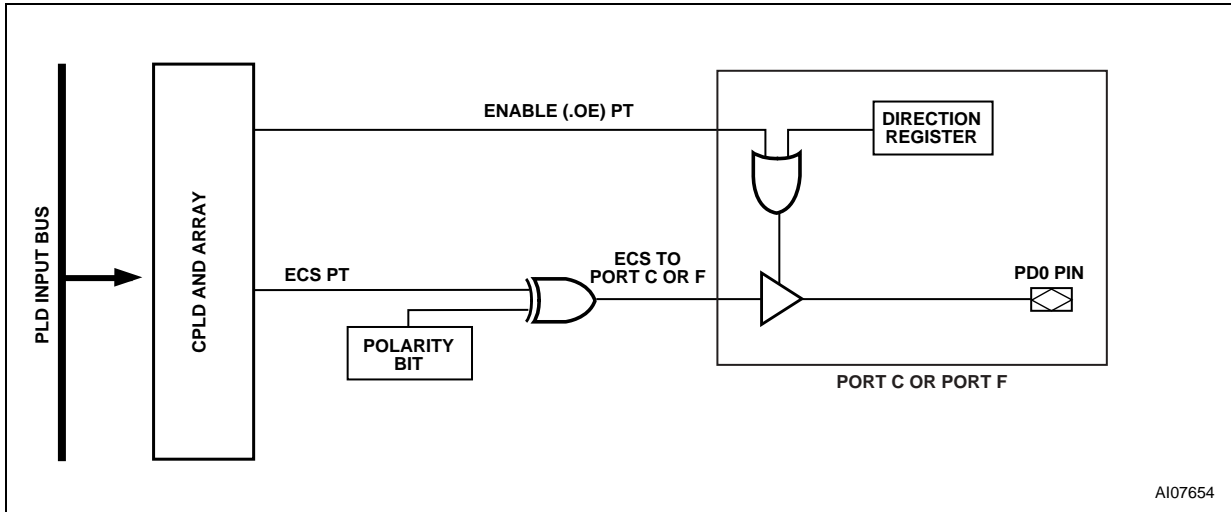 PLD INPUT BUS
CPLD AND ARRAY
ENABLE (.OE) PT
DIRECTION
REGISTER
ECS PT
POLARITY
BIT
ECS TO
PORT C OR F
PD0 PIN
PORT C OR PORT F
AI07654